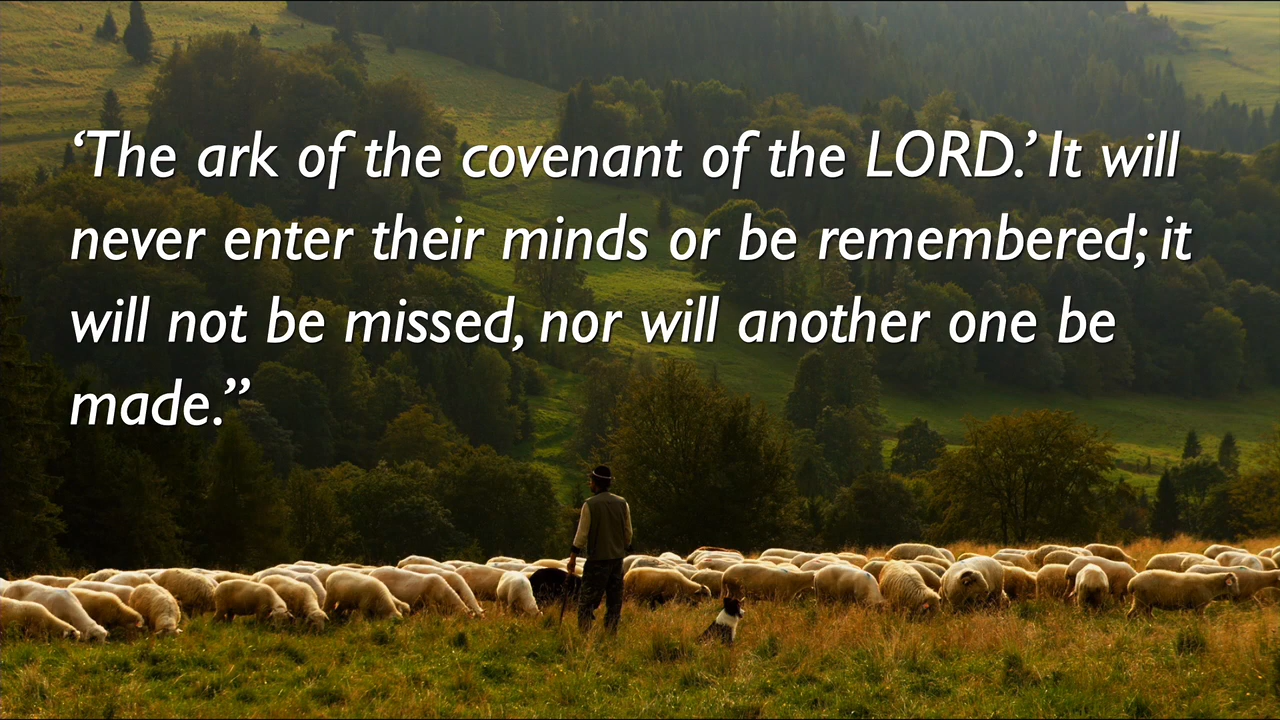 ‘The ark of the covenant of the LORD.’ It will
never enter their minds or be remembered; it
will not be missed, nor will another one be
made.”